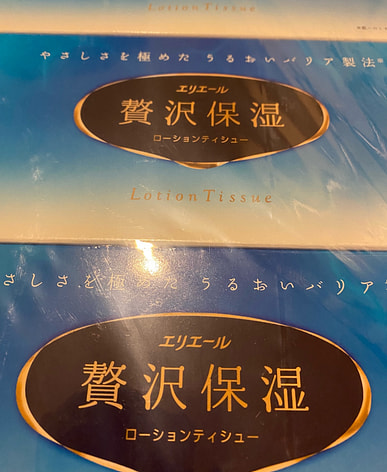 Lotion Tissue
やさしさを極めた うるおいバリア製法※
エリエール
贅沢保湿
ローションティシュー
Lotion Tissue
さしさを極めた うるおいバリア製
エリエール
贅沢保湿
ローションティシュー